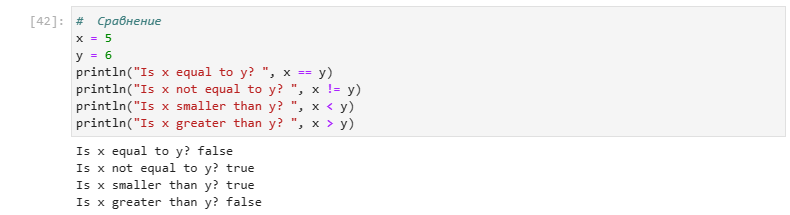 [42]: # Сравнение
x = 5
y = 6
println("Is x equal to y? ", x == y)
println("Is x not equal to y? ", x != y)
println("Is x smaller than y? ", x < y)
println("Is x greater than y? ", x > y)
Is x equal to y? false
Is x not equal to y? true
Is x smaller than y? true
Is x greater than y? false